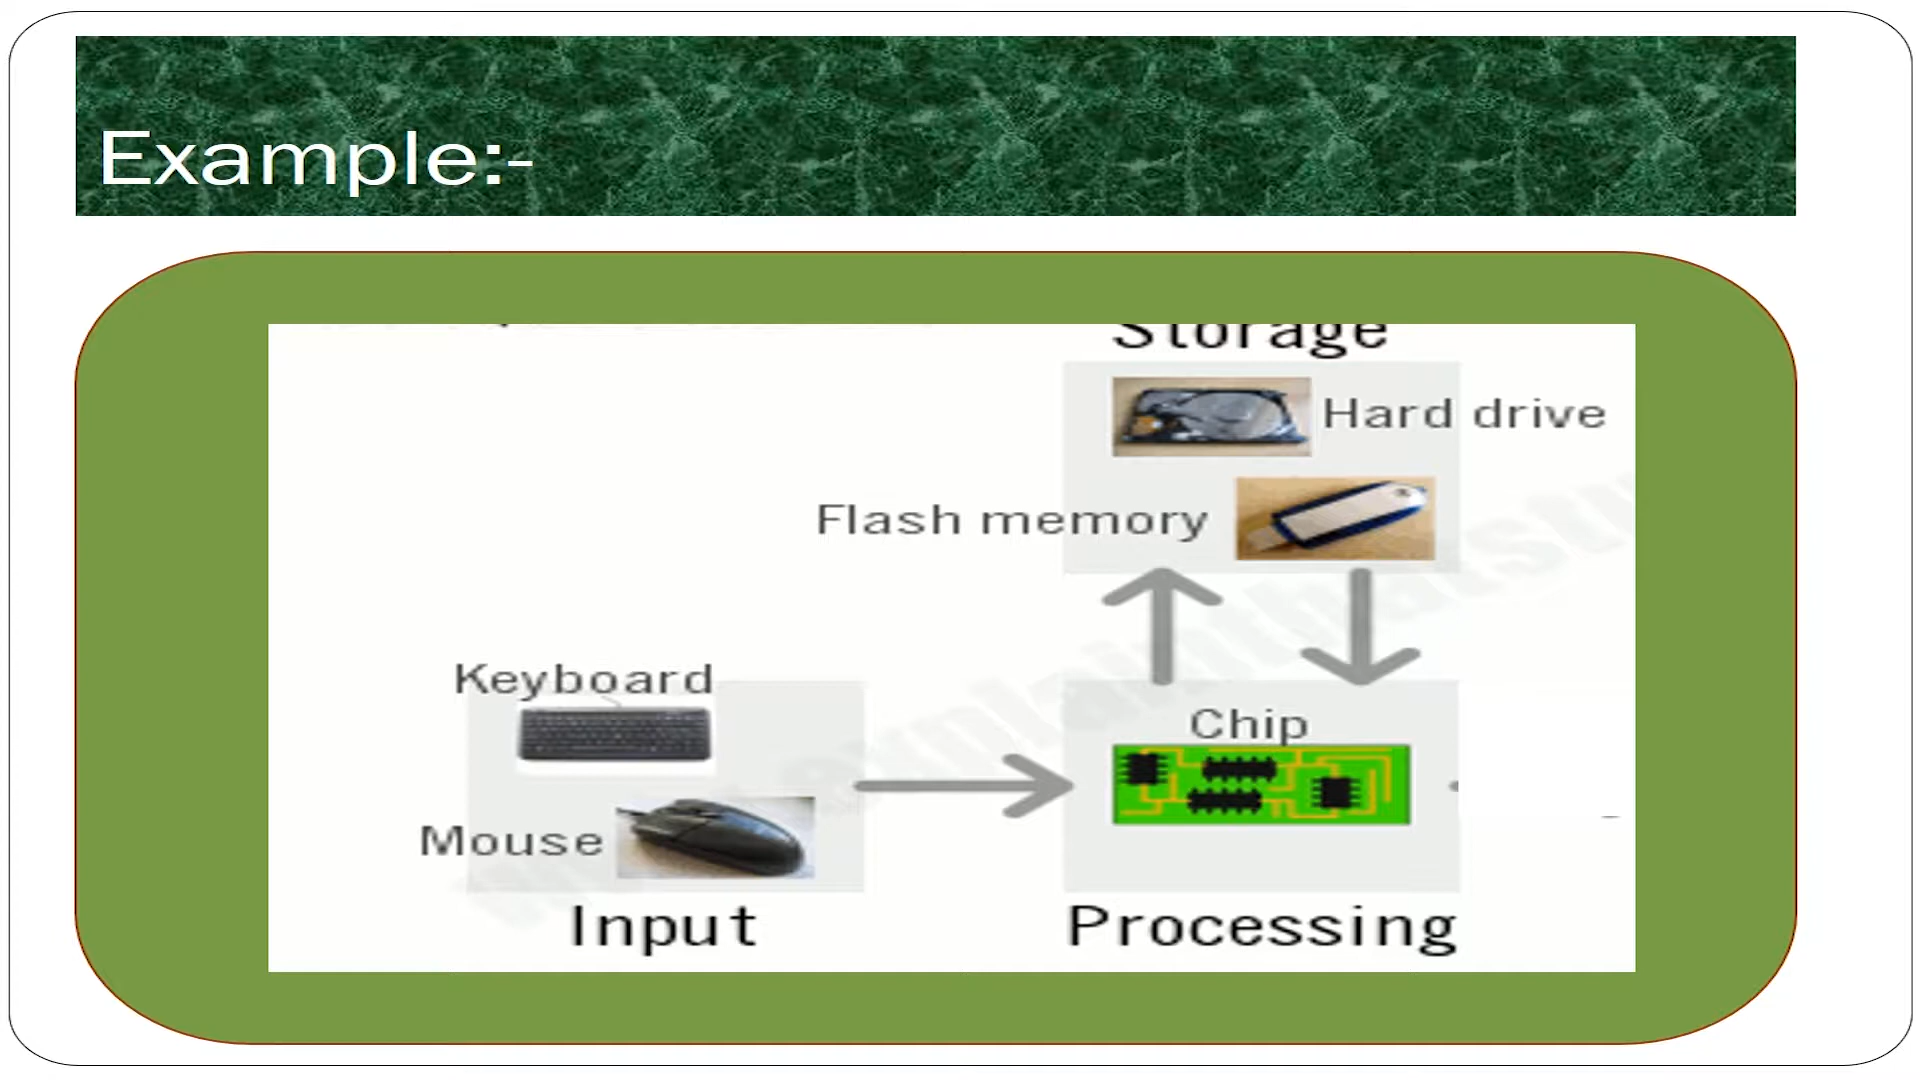 Example:-
Storage
Hard drive
Flash memory
Keyboard
Chip
Mouse
Input
Processing